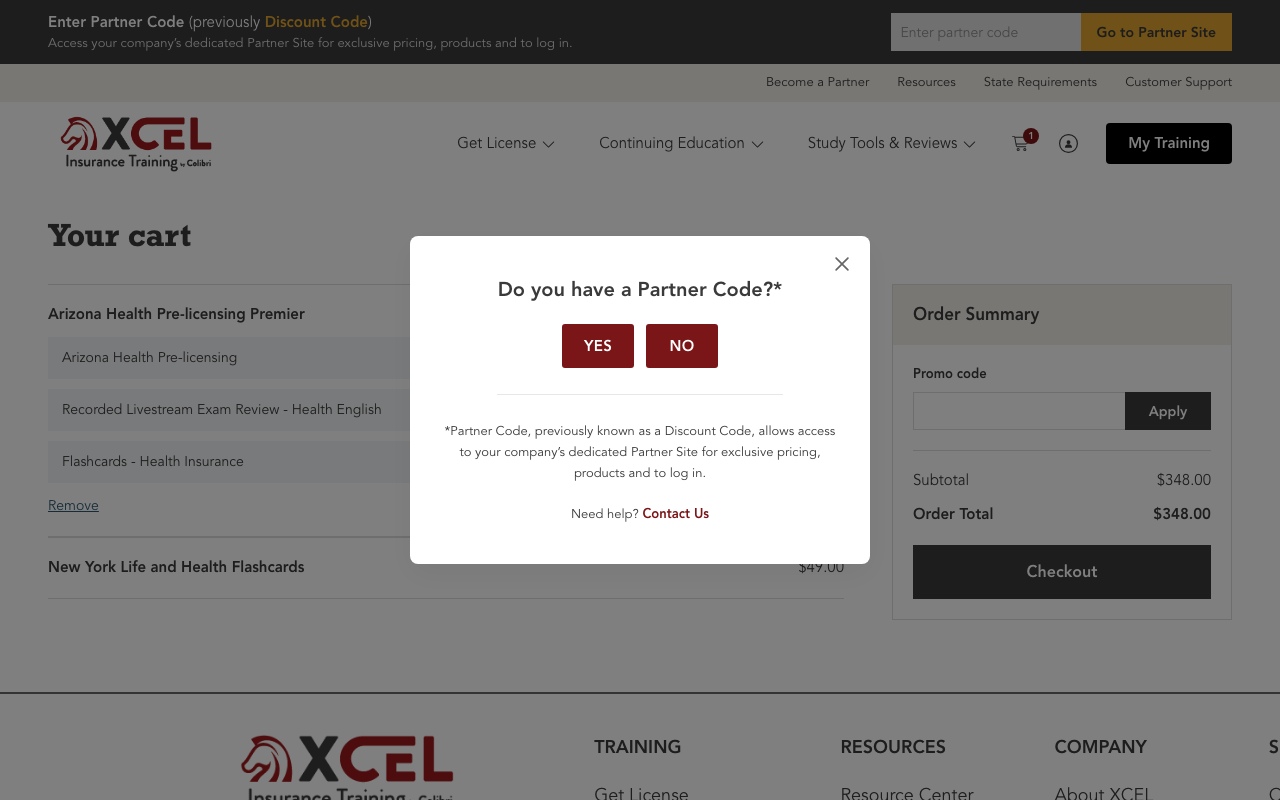 Enter Partner Code (previously Discount Code)
Access your company's dedicated Partner Site for exclusive pricing, products and to log in.
Enter partner code
Go to Partner Site
Become a Partner
Resources
State Requirements
Customer Support
XCEL
Insurance Training by Colibri
Get License
Continuing Education
Study Tools & Reviews
1
My Training
Your cart
Do you have a Partner Code?*
YES
NO
*Partner Code, previously known as a Discount Code, allows access
to your company's dedicated Partner Site for exclusive pricing,
products and to log in.
Need help? Contact Us
Arizona Health Pre-licensing Premier
Arizona Health Pre-licensing
Recorded Livestream Exam Review - Health English
Flashcards - Health Insurance
Remove
New York Life and Health Flashcards
$49.00
Order Summary
Promo code
Apply
Subtotal
$348.00
Order Total
$348.00
Checkout
XCEL
Insurance Training by Colibri
TRAINING
Get License
RESOURCES
Resource Center
COMPANY
About XCEL
S